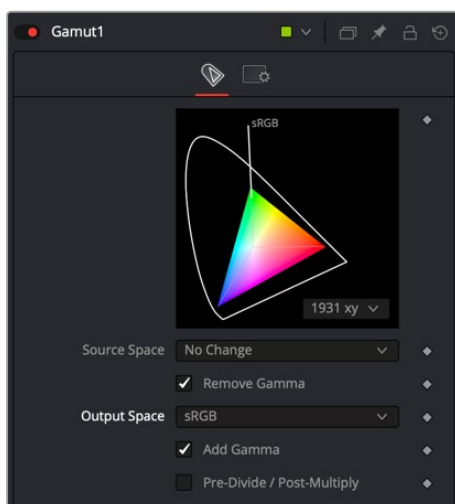 Gamut1
sRGB
1931 xy
Source Space No Change
Remove Gamma
Output Space sRGB
Add Gamma
Pre-Divide / Post-Multiply